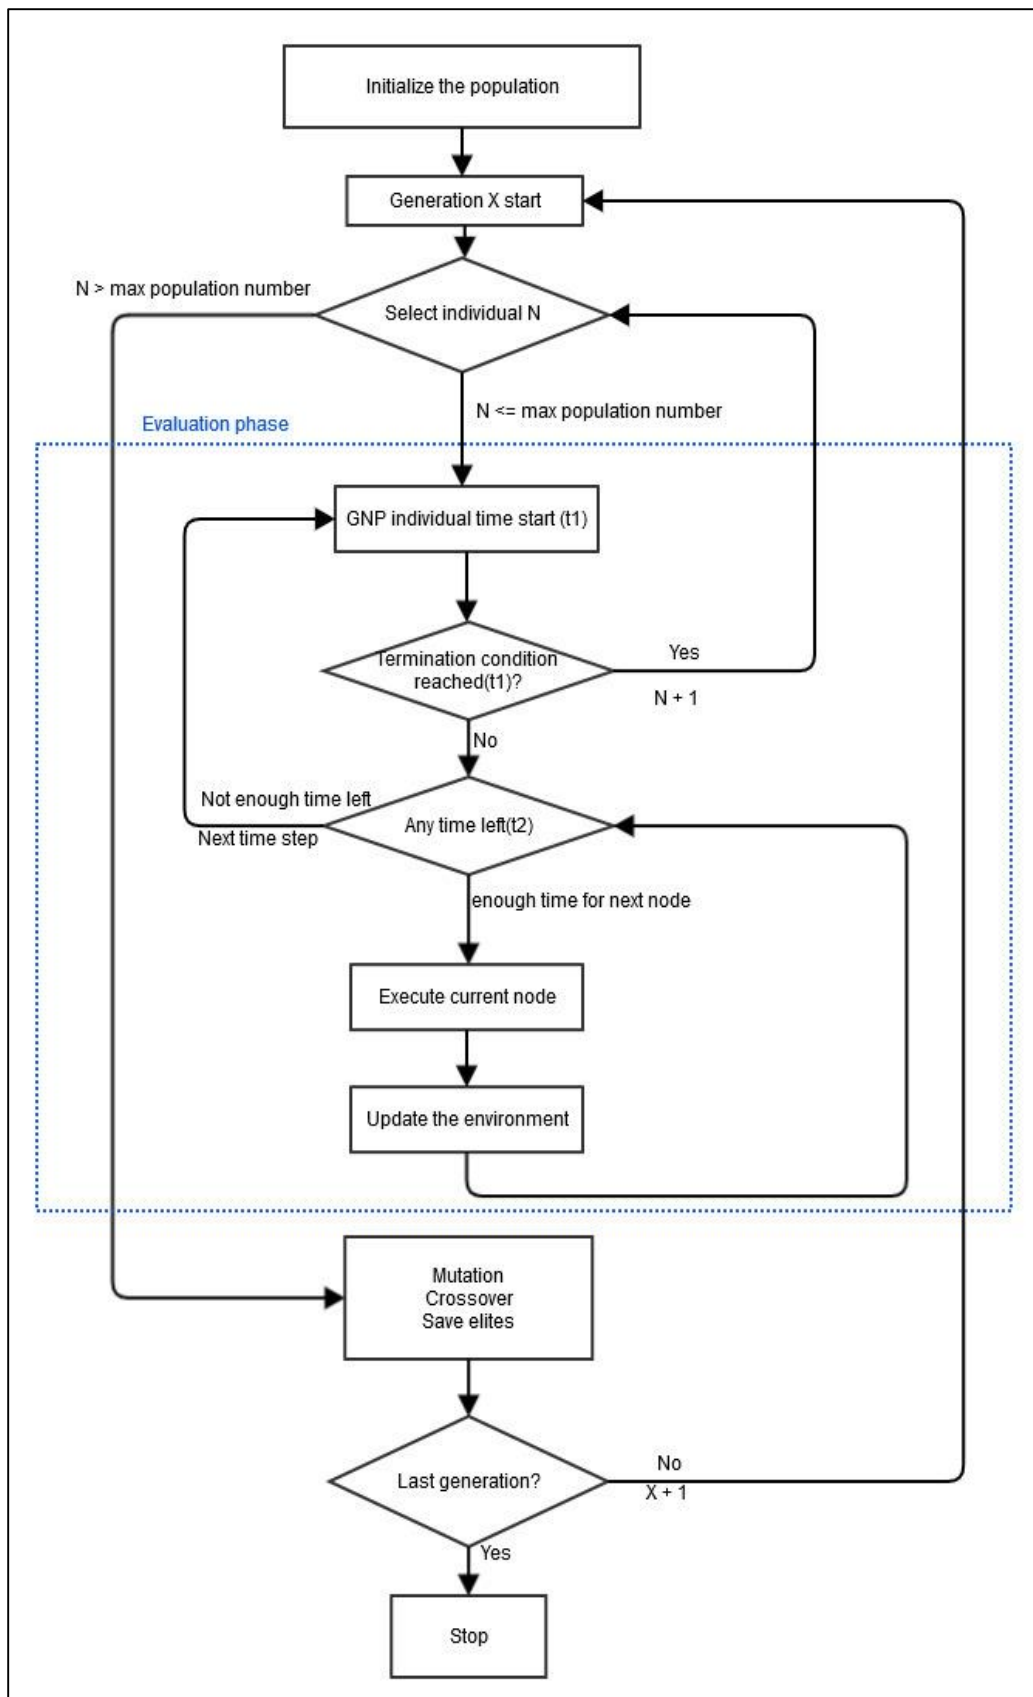 Initialize the population
Generation X start
N > max population number
Select individual N
N <= max population number
Evaluation phase
GNP individual time start (t1)
Termination condition
reached(t1)?
Yes
N + 1
No
Not enough time left
Next time step
Any time left(t2)
enough time for next node
Execute current node
Update the environment
Mutation
Crossover
Save elites
Last generation?
No
X + 1
Yes
Stop